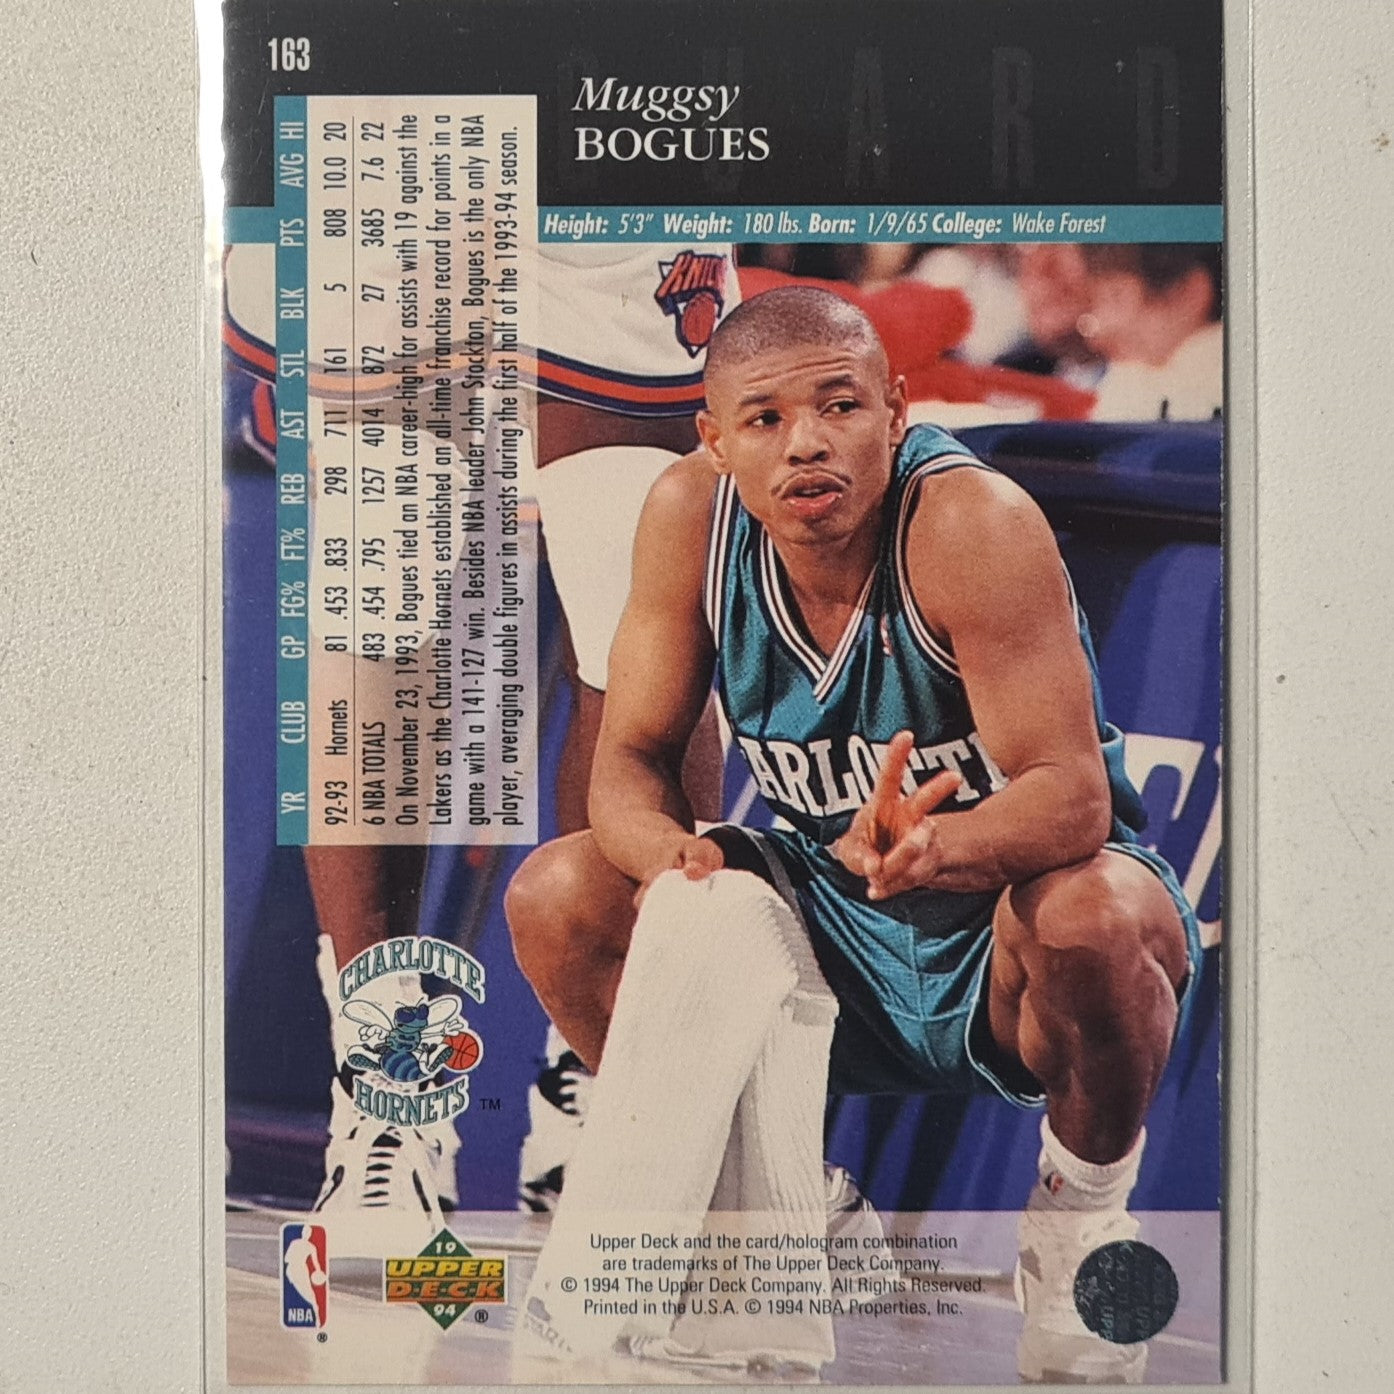 163
GUARD
Muggsy
BOGUES
Height: 5'3" Weight: 180 lbs. Born: 1/9/65 College: Wake Forest
YR CLUB GP FG% FT% REB AST STL BLK PTS AVG HI
92-93 Hornets 81 .453 .833 298 711 161 5 808 10.0 20
6 NBA TOTALS 483 .454 .795 1257 4014 872 27 3685 7.6 22
On November 23, 1993, Bogues tied an NBA career-high for assists with 19 against the
Lakers as the Charlotte Hornets established an all-time franchise record for points in a
game with a 141-127 win. Besides NBA leader John Stockton, Bogues is the only NBA
player, averaging double figures in assists during the first half of the 1993-94 season.
KNICKS
ARLOTT
CHARLOTTE
HORNETS TM
NBA ®
19
UPPER
DECK
94 ®
Upper Deck and the card/hologram combination
are trademarks of The Upper Deck Company.
© 1994 The Upper Deck Company. All Rights Reserved.
Printed in the U.S.A. © 1994 NBA Properties, Inc.